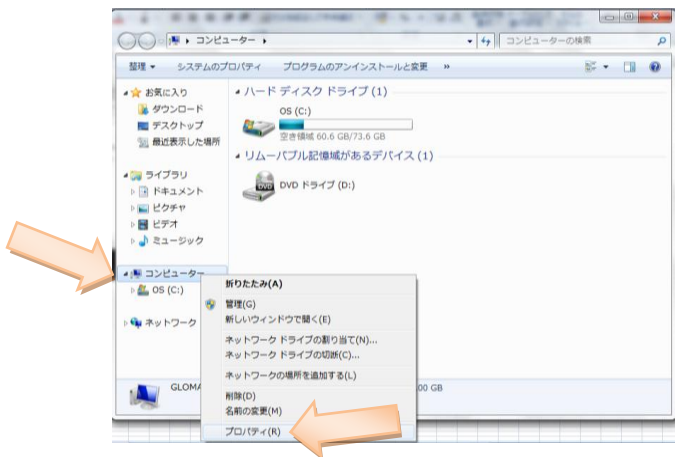 コンピューター
コンピューターの検索
整理
システムのプロパティ
プログラムのアンインストールと変更
»
お気に入り
ダウンロード
デスクトップ
最近表示した場所
ライブラリ
ドキュメント
ピクチャ
ビデオ
ミュージック
コンピューター
OS (C:)
ネットワーク
ハード ディスク ドライブ (1)
OS (C:)
空き領域 60.6 GB/73.6 GB
リムーバブル記憶域があるデバイス (1)
DVD
DVD ドライブ (D:)
折りたたみ(A)
管理(G)
新しいウィンドウで開く(E)
ネットワーク ドライブの割り当て(N)...
ネットワーク ドライブの切断(C)...
ネットワークの場所を追加する(L)
削除(D)
名前の変更(M)
プロパティ(R)
GLOMA
00 GB